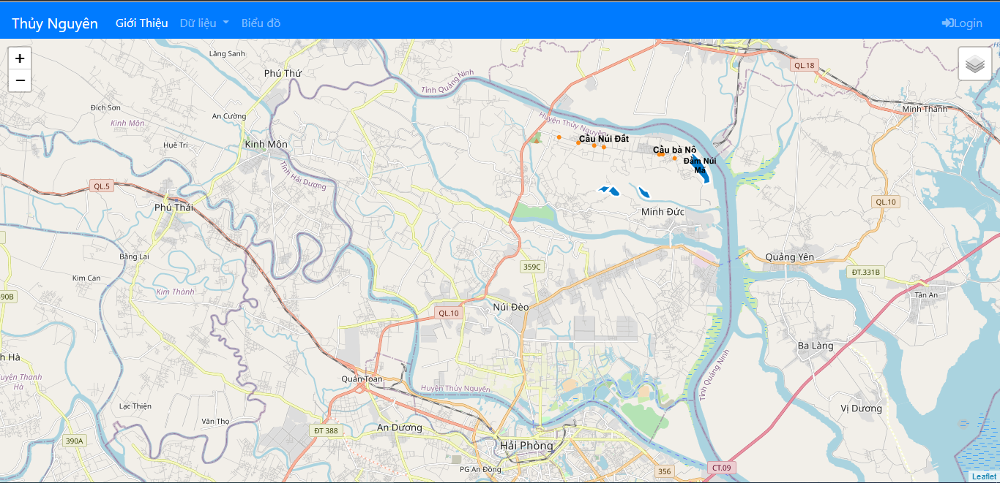 Thủy Nguyên Giới Thiệu Dữ liệu Biểu đồ Login
+
−
Lăng Sanh
Phú Thứ
Tỉnh Quảng Ninh
QL.18
Đích Sơn
An Cường
Kinh Môn
Minh Thành
Huyện Thủy Nguyên
Huê Trí
Kinh Môn
Cầu Núi Đất
Cầu bà Nô
Đầm Núi
Mã
Tỉnh Hải Dương
QL.5
Phú Thái
Minh Đức
QL.10
Bằng Lai
Quảng Yên
359C
ĐT.331B
Kim Can
Kim Thành
390B
Tân An
Núi Đèo
QL.10
Ba Làng
h Hà
uyện Thanh
Hà
Quán Toan
Huyện Thủy Nguyên
Tỉnh Quảng Ninh
Lạc Thiện
Vị Dương
Văn Thọ
An Dương
ĐT 388
390A
Hải Phòng
PG An Đồng
356
CT.09
Leaflet